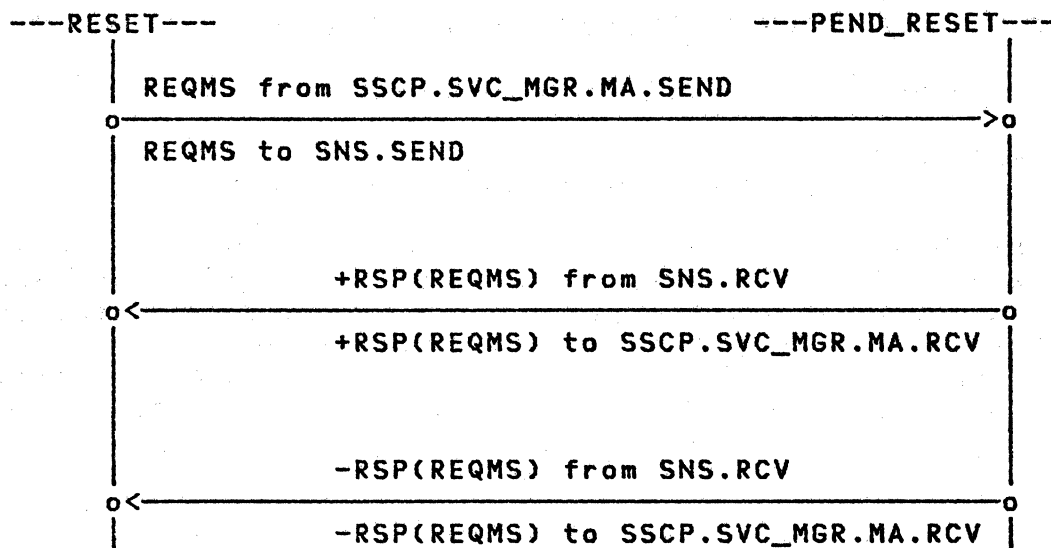 ---RESET--- ---PEND_RESET---
REQMS from SSCP.SVC_MGR.MA.SEND
REQMS to SNS.SEND
+RSP(REQMS) from SNS.RCV
+RSP(REQMS) to SSCP.SVC_MGR.MA.RCV
-RSP(REQMS) from SNS.RCV
-RSP(REQMS) to SSCP.SVC_MGR.MA.RCV